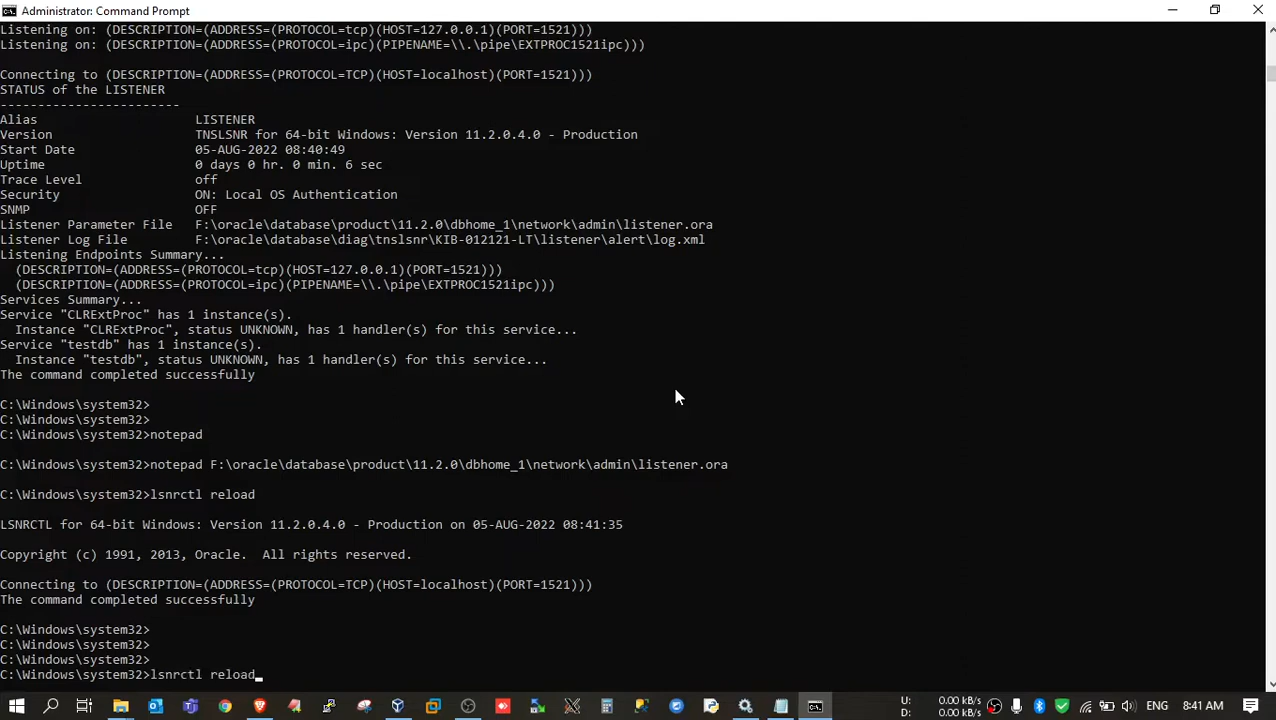 Administrator: Command Prompt
Listening on: (DESCRIPTION=(ADDRESS=(PROTOCOL=tcp)(HOST=127.0.0.1)(PORT=1521)))
Listening on: (DESCRIPTION=(ADDRESS=(PROTOCOL=ipc)(PIPENAME=\\.\pipe\EXTPROC1521ipc)))
Connecting to (DESCRIPTION=(ADDRESS=(PROTOCOL=TCP)(HOST=localhost)(PORT=1521)))
STATUS of the LISTENER
------------------------
Alias                     LISTENER
Version                   TNSLSNR for 64-bit Windows: Version 11.2.0.4.0 - Production
Start Date                05-AUG-2022 08:40:49
Uptime                    0 days 0 hr. 0 min. 6 sec
Trace Level               off
Security                  ON: Local OS Authentication
SNMP                      OFF
Listener Parameter File   F:\oracle\database\product\11.2.0\dbhome_1\network\admin\listener.ora
Listener Log File         F:\oracle\database\diag\tnslsnr\KIB-012121-LT\listener\alert\log.xml
Listening Endpoints Summary...
  (DESCRIPTION=(ADDRESS=(PROTOCOL=tcp)(HOST=127.0.0.1)(PORT=1521)))
  (DESCRIPTION=(ADDRESS=(PROTOCOL=ipc)(PIPENAME=\\.\pipe\EXTPROC1521ipc)))
Services Summary...
Service "CLRExtProc" has 1 instance(s).
  Instance "CLRExtProc", status UNKNOWN, has 1 handler(s) for this service...
Service "testdb" has 1 instance(s).
  Instance "testdb", status UNKNOWN, has 1 handler(s) for this service...
The command completed successfully
C:\Windows\system32>
C:\Windows\system32>
C:\Windows\system32>notepad
C:\Windows\system32>notepad F:\oracle\database\product\11.2.0\dbhome_1\network\admin\listener.ora
C:\Windows\system32>lsnrctl reload
LSNRCTL for 64-bit Windows: Version 11.2.0.4.0 - Production on 05-AUG-2022 08:41:35
Copyright (c) 1991, 2013, Oracle.  All rights reserved.
Connecting to (DESCRIPTION=(ADDRESS=(PROTOCOL=TCP)(HOST=localhost)(PORT=1521)))
The command completed successfully
C:\Windows\system32>
C:\Windows\system32>
C:\Windows\system32>
C:\Windows\system32>lsnrctl reload
U: 0.00 kB/s
D: 0.00 kB/s
ENG 8:41 AM